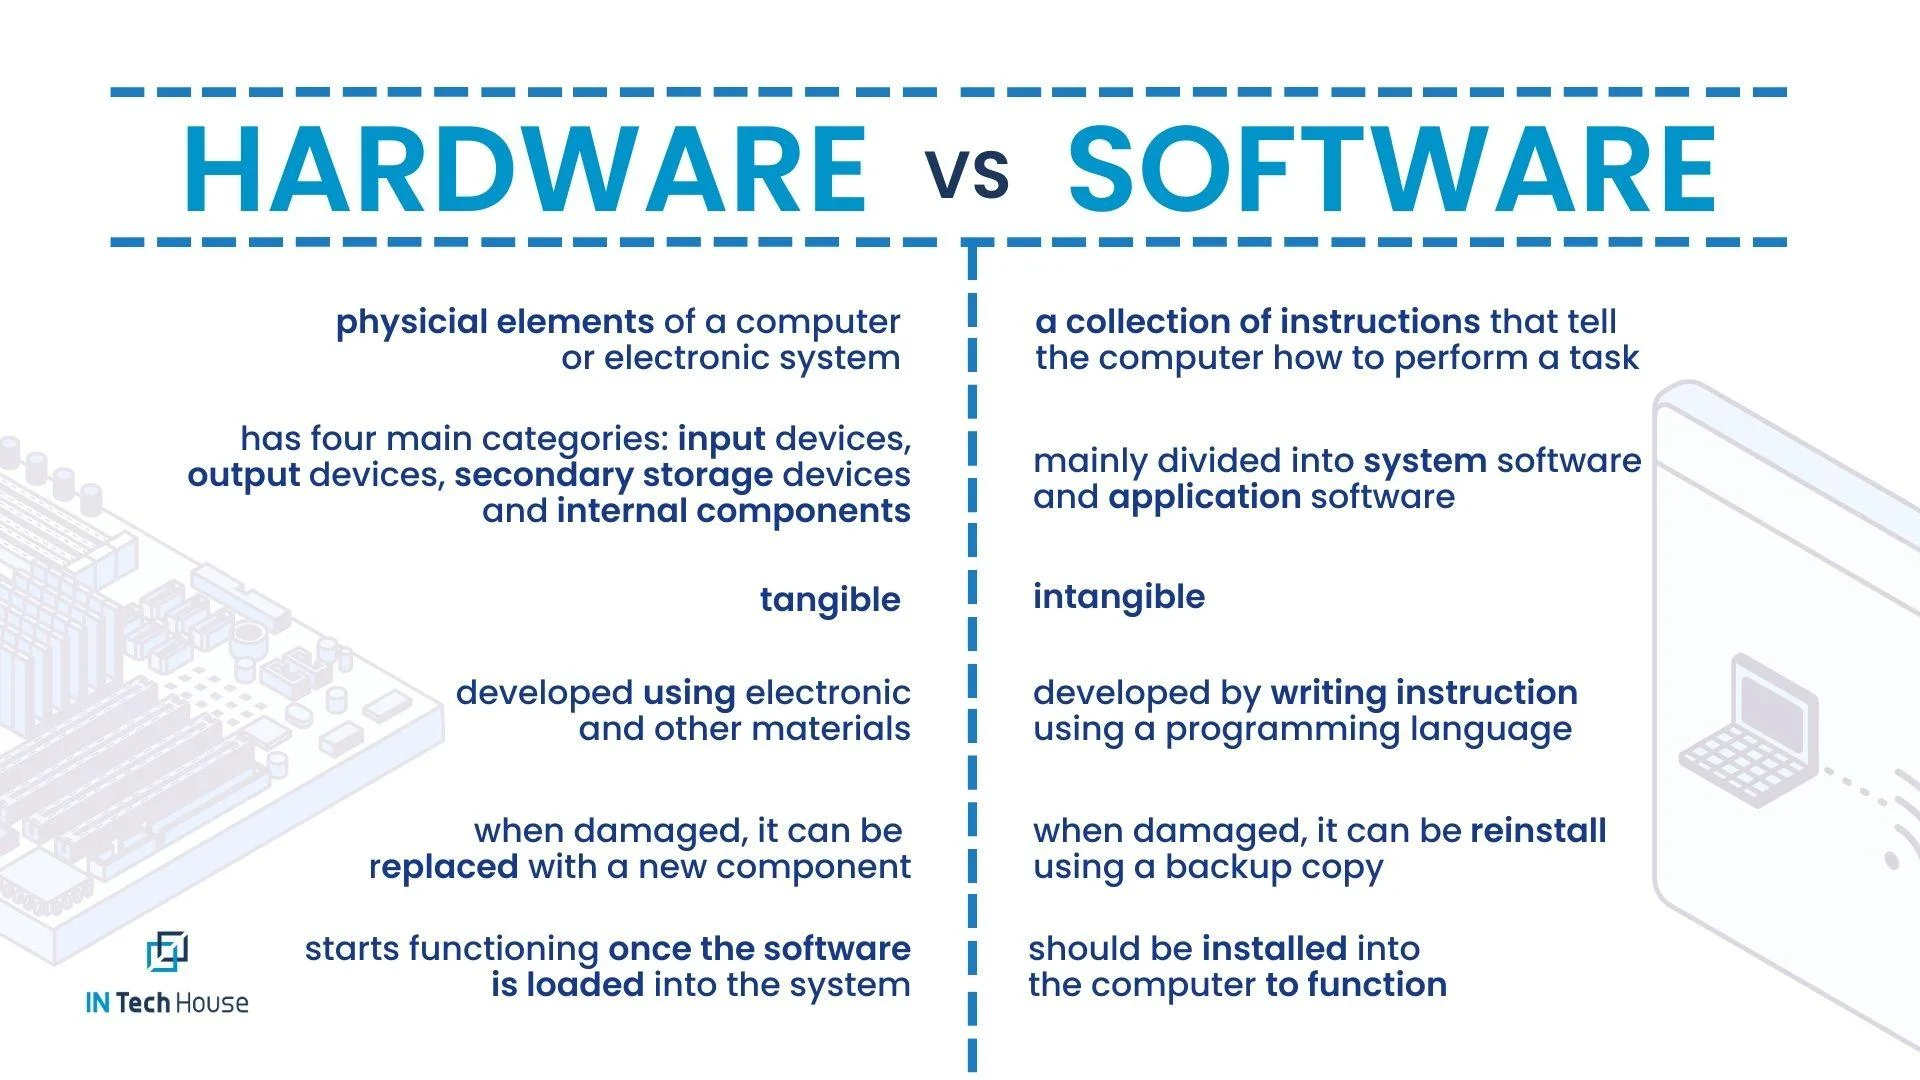 HARDWARE VS SOFTWARE
physicial elements of a computer
or electronic system
a collection of instructions that tell
the computer how to perform a task
has four main categories: input devices,
output devices, secondary storage devices
and internal components
mainly divided into system software
and application software
tangible
intangible
developed using electronic
and other materials
developed by writing instruction
using a programming language
when damaged, it can be
replaced with a new component
when damaged, it can be reinstall
using a backup copy
starts functioning once the software
is loaded into the system
should be installed into
the computer to function
IN Tech House